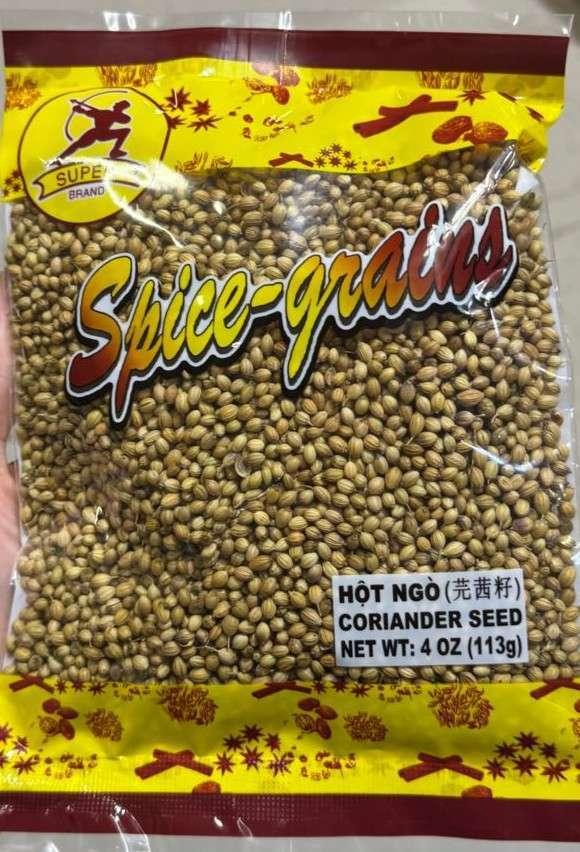 SUPER
BRAND
Spice-grains
HỘT NGÒ (芫茜籽)
CORIANDER SEED
NET WT: 4 OZ (113g)